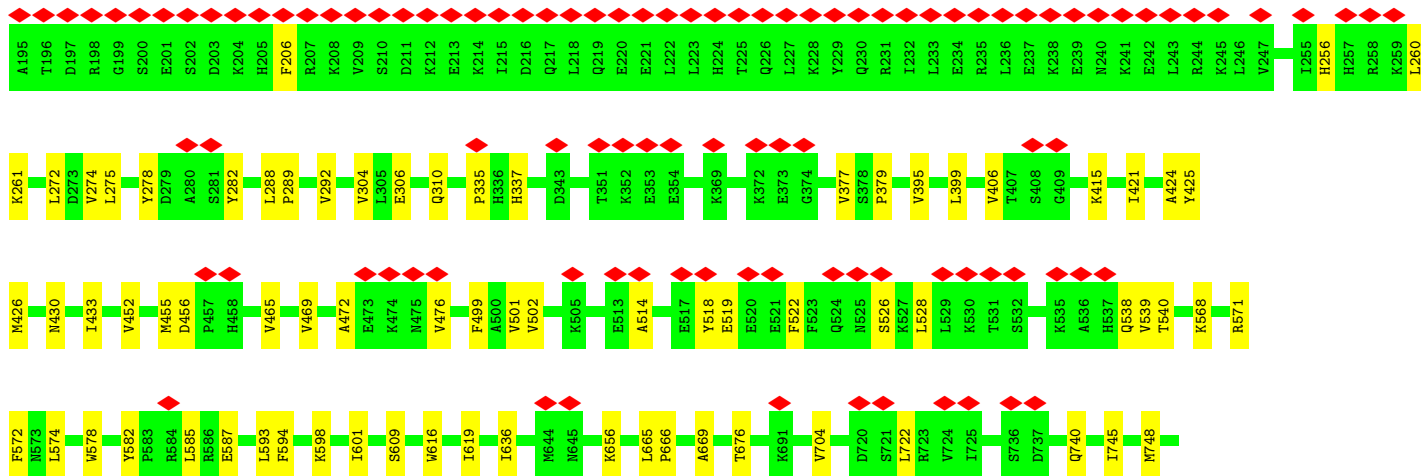 A195 T196 D197 R198 G199 S200 E201 S202 D203 K204 H205 F206 R207 K208 V209 S210 D211 K212 E213 K214 I215 D216 Q217 L218 Q219 E220 E221 L222 L223 H224 T225 Q226 L227 K228 Y229 Q230 R231 I232 L233 E234 R235 L236 E237 K238 E239 N240 K241 E242 L243 R244 K245 L246 V247 I255 H256 H257 R258 K259 L260
K261 L272 D273 V274 L275 Y278 D279 A280 S281 Y282 L288 P289 V292 V304 L305 E306 Q310 P335 H336 H337 D343 T351 K352 E353 E354 K369 K372 E373 G374 V377 S378 P379 V395 L399 V406 T407 S408 G409 K415 I421 A424 Y425
M426 N430 I433 V452 M455 D456 P457 H458 V465 V469 A472 E473 K474 N475 V476 F499 A500 V501 V502 K505 E513 A514 E517 Y518 E519 E520 E521 F522 F523 Q524 N525 S526 K527 L528 L529 K530 T531 S532 K535 A536 H537 Q538 V539 T540 K568 R571
F572 N573 L574 W578 Y582 P583 R584 L585 R586 E587 L593 F594 K598 I601 S609 W616 I619 I636 M644 N645 K656 L665 P666 A669 T676 K691 V704 D720 S721 L722 R723 V724 I725 S736 D737 Q740 I745 M748